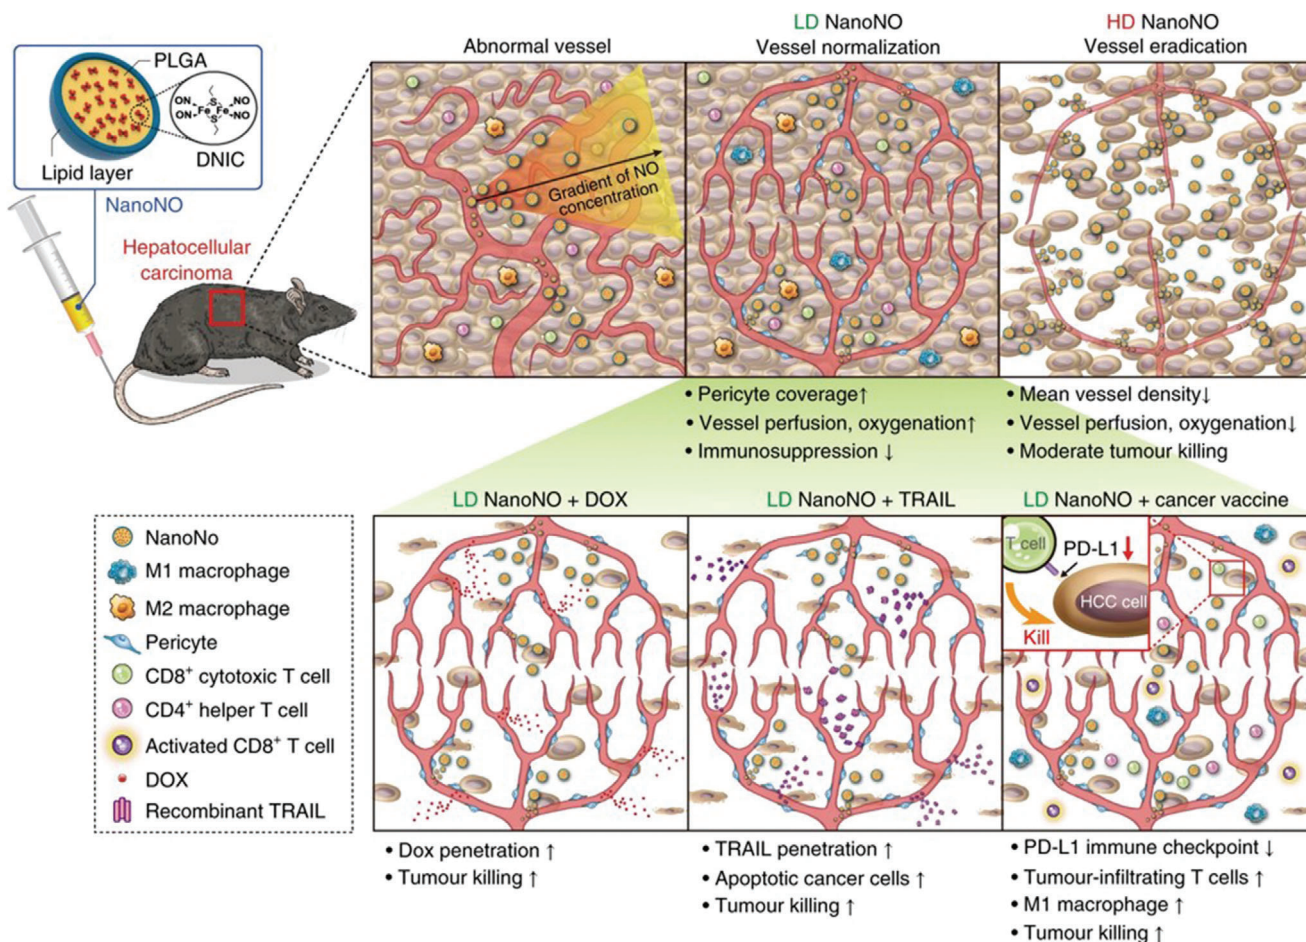 PLGA
ON
ON
S
Fe
Fe
S
NO
NO
DNIC
Lipid layer
NanoNO
Hepatocellular
carcinoma
Abnormal vessel
Gradient of NO
concentration
LD NanoNO
Vessel normalization
HD NanoNO
Vessel eradication
• Pericyte coverage↑
• Vessel perfusion, oxygenation↑
• Immunosuppression ↓
• Mean vessel density↓
• Vessel perfusion, oxygenation↓
• Moderate tumour killing
NanoNo
M1 macrophage
M2 macrophage
Pericyte
CD8⁺ cytotoxic T cell
CD4⁺ helper T cell
Activated CD8⁺ T cell
DOX
Recombinant TRAIL
LD NanoNO + DOX
• Dox penetration ↑
• Tumour killing ↑
LD NanoNO + TRAIL
• TRAIL penetration ↑
• Apoptotic cancer cells ↑
• Tumour killing ↑
LD NanoNO + cancer vaccine
T cell
PD-L1↓
HCC cell
Kill
• PD-L1 immune checkpoint ↓
• Tumour-infiltrating T cells ↑
• M1 macrophage ↑
• Tumour killing ↑